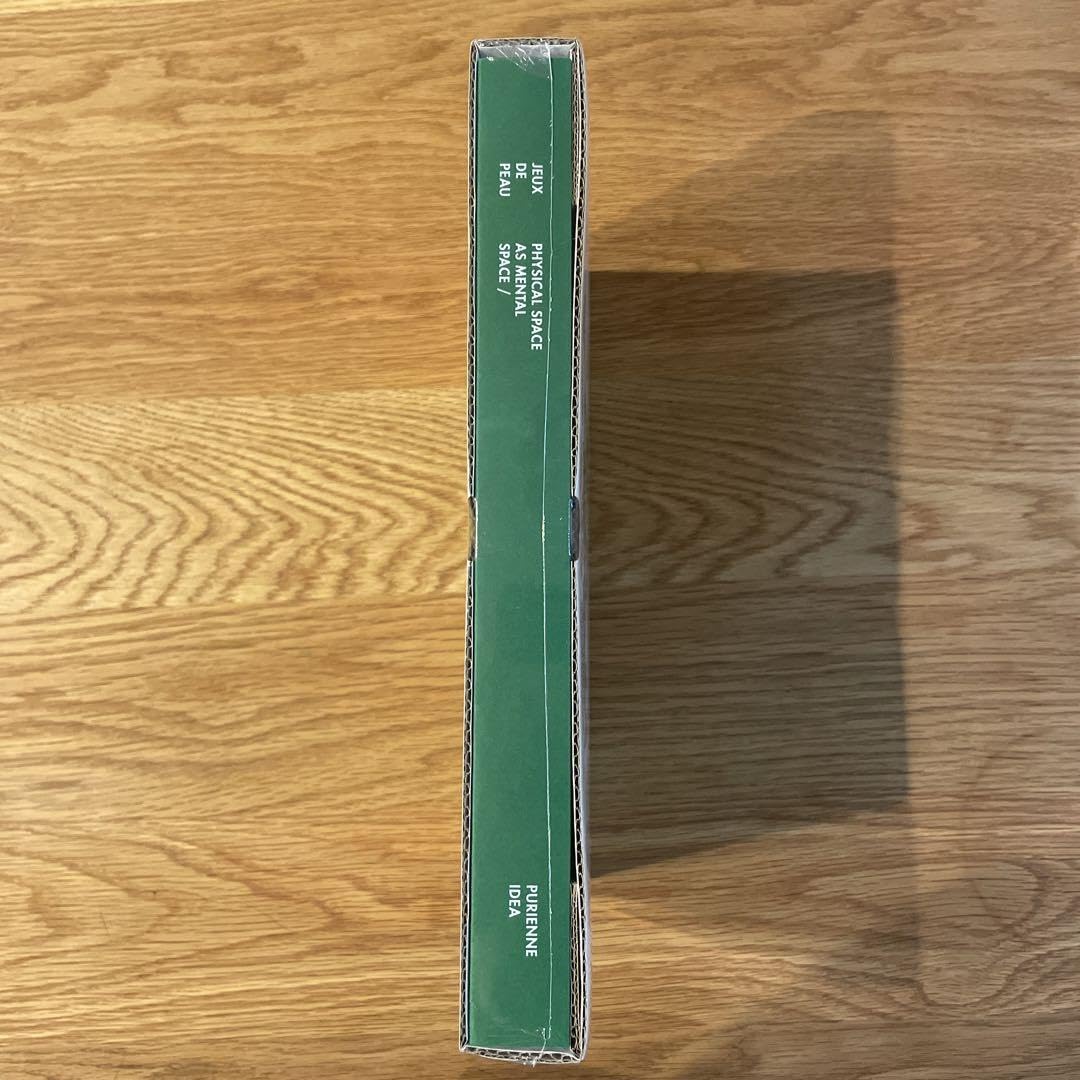 JEUX
DE
PEAU
PHYSICAL SPACE
AS MENTAL
SPACE /
PURIENNE
IDEA